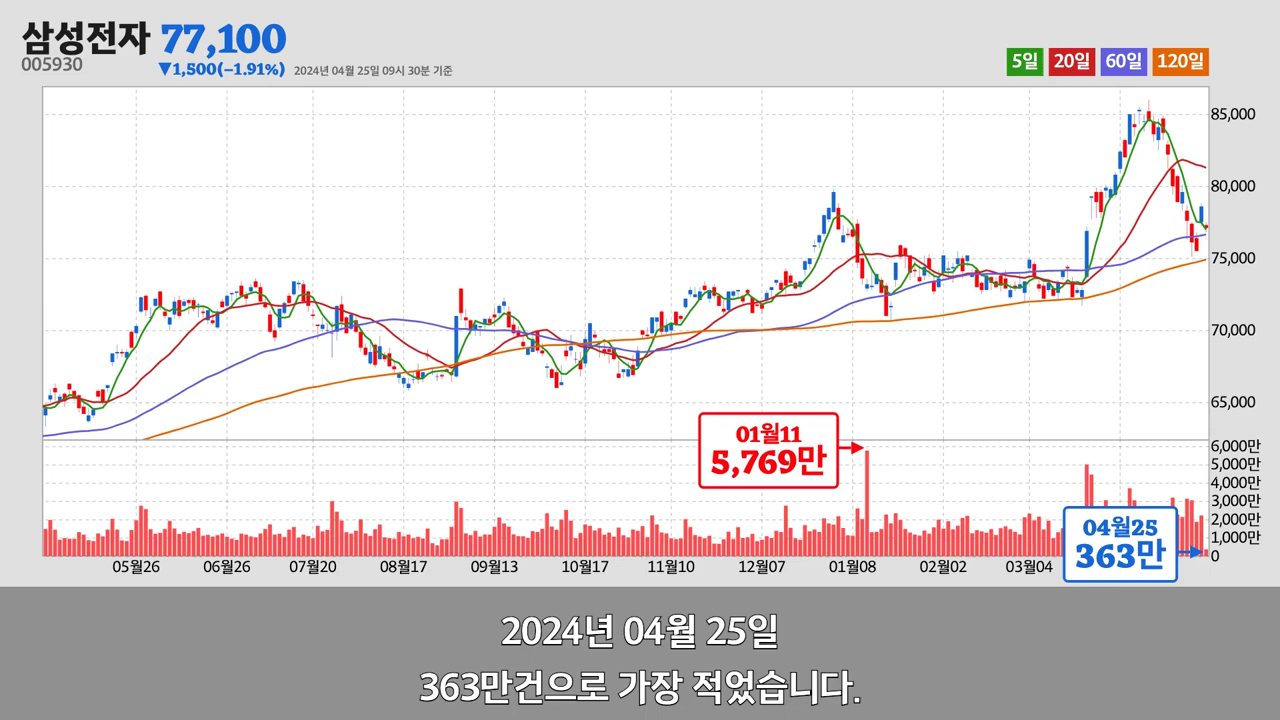 삼성전자 77,100
005930
▼1,500(-1.91%) 2024년 04월 25일 09시 30분 기준
5일 20일 60일 120일
85,000
80,000
75,000
70,000
65,000
01월11
5,769만
6,000만
5,000만
4,000만
3,000만
2,000만
1,000만
0
04월25
363만
05월26 06월26 07월20 08월17 09월13 10월17 11월10 12월07 01월08 02월02 03월04
2024년 04월 25일
363만건으로 가장 적었습니다.